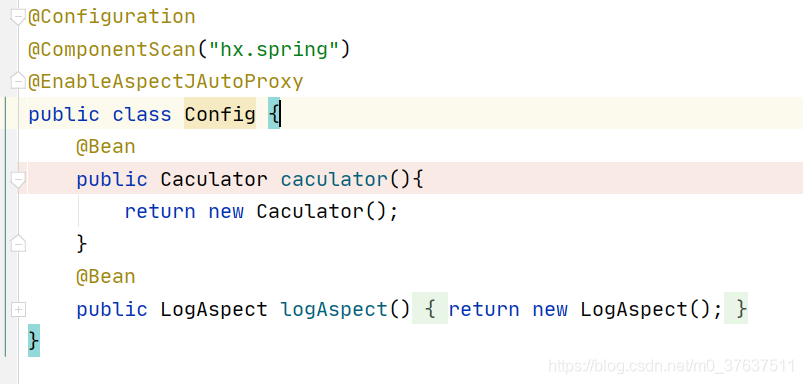 @Configuration
@ComponentScan("hx.spring")
@EnableAspectJAutoProxy
public class Config {
@Bean
public Caculator caculator(){
return new Caculator();
}
@Bean
public LogAspect logAspect() { return new LogAspect(); }
}
https://blog.csdn.net/m0_37637511